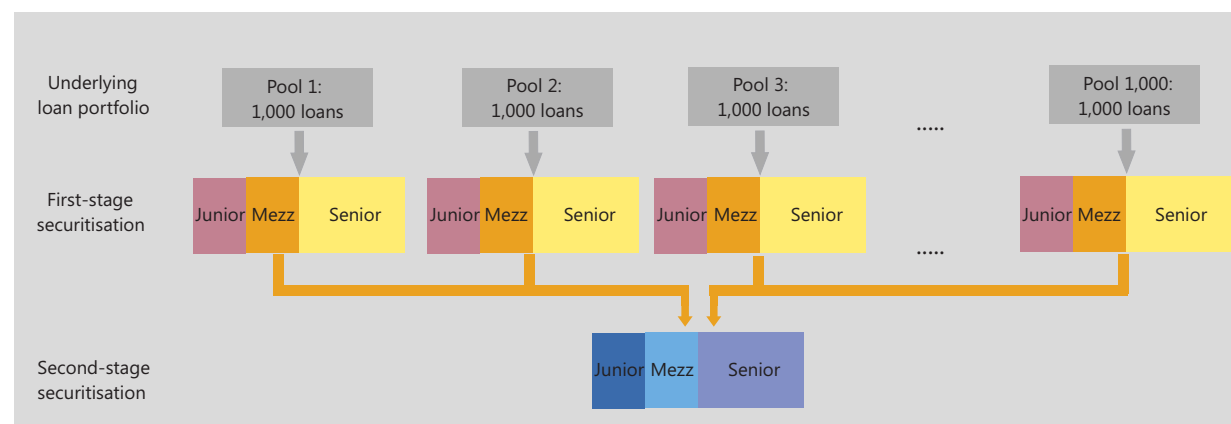 Underlying
loan portfolio
Pool 1:
1,000 loans
Pool 2:
1,000 loans
Pool 3:
1,000 loans
.....
Pool 1,000:
1,000 loans
First-stage
securitisation
Junior Mezz Senior
Junior Mezz Senior
Junior Mezz Senior
.....
Junior Mezz Senior
Second-stage
securitisation
Junior Mezz Senior